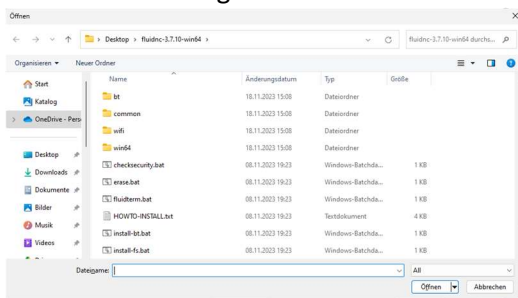 Öffnen
Desktop > fluidnc-3.7.10-win64 >
fluidnc-3.7.10-win64 durchs...
Organisieren
Neuer Ordner
Name Änderungsdatum Typ Größe
Start
Katalog
OneDrive - Pers
Desktop
Downloads
Dokumente
Bilder
Musik
Videos
bt 18.11.2023 15:08 Dateiordner
common 18.11.2023 15:08 Dateiordner
wifi 18.11.2023 15:08 Dateiordner
win64 18.11.2023 15:08 Dateiordner
checksecurity.bat 08.11.2023 19:23 Windows-Batchda... 1 KB
erase.bat 08.11.2023 19:23 Windows-Batchda... 1 KB
fluidterm.bat 08.11.2023 19:23 Windows-Batchda... 1 KB
HOWTO-INSTALL.txt 08.11.2023 19:23 Textdokument 4 KB
install-bt.bat 08.11.2023 19:23 Windows-Batchda... 1 KB
install-fs.bat 08.11.2023 19:23 Windows-Batchda... 1 KB
Dateiname:
All
Öffnen
Abbrechen